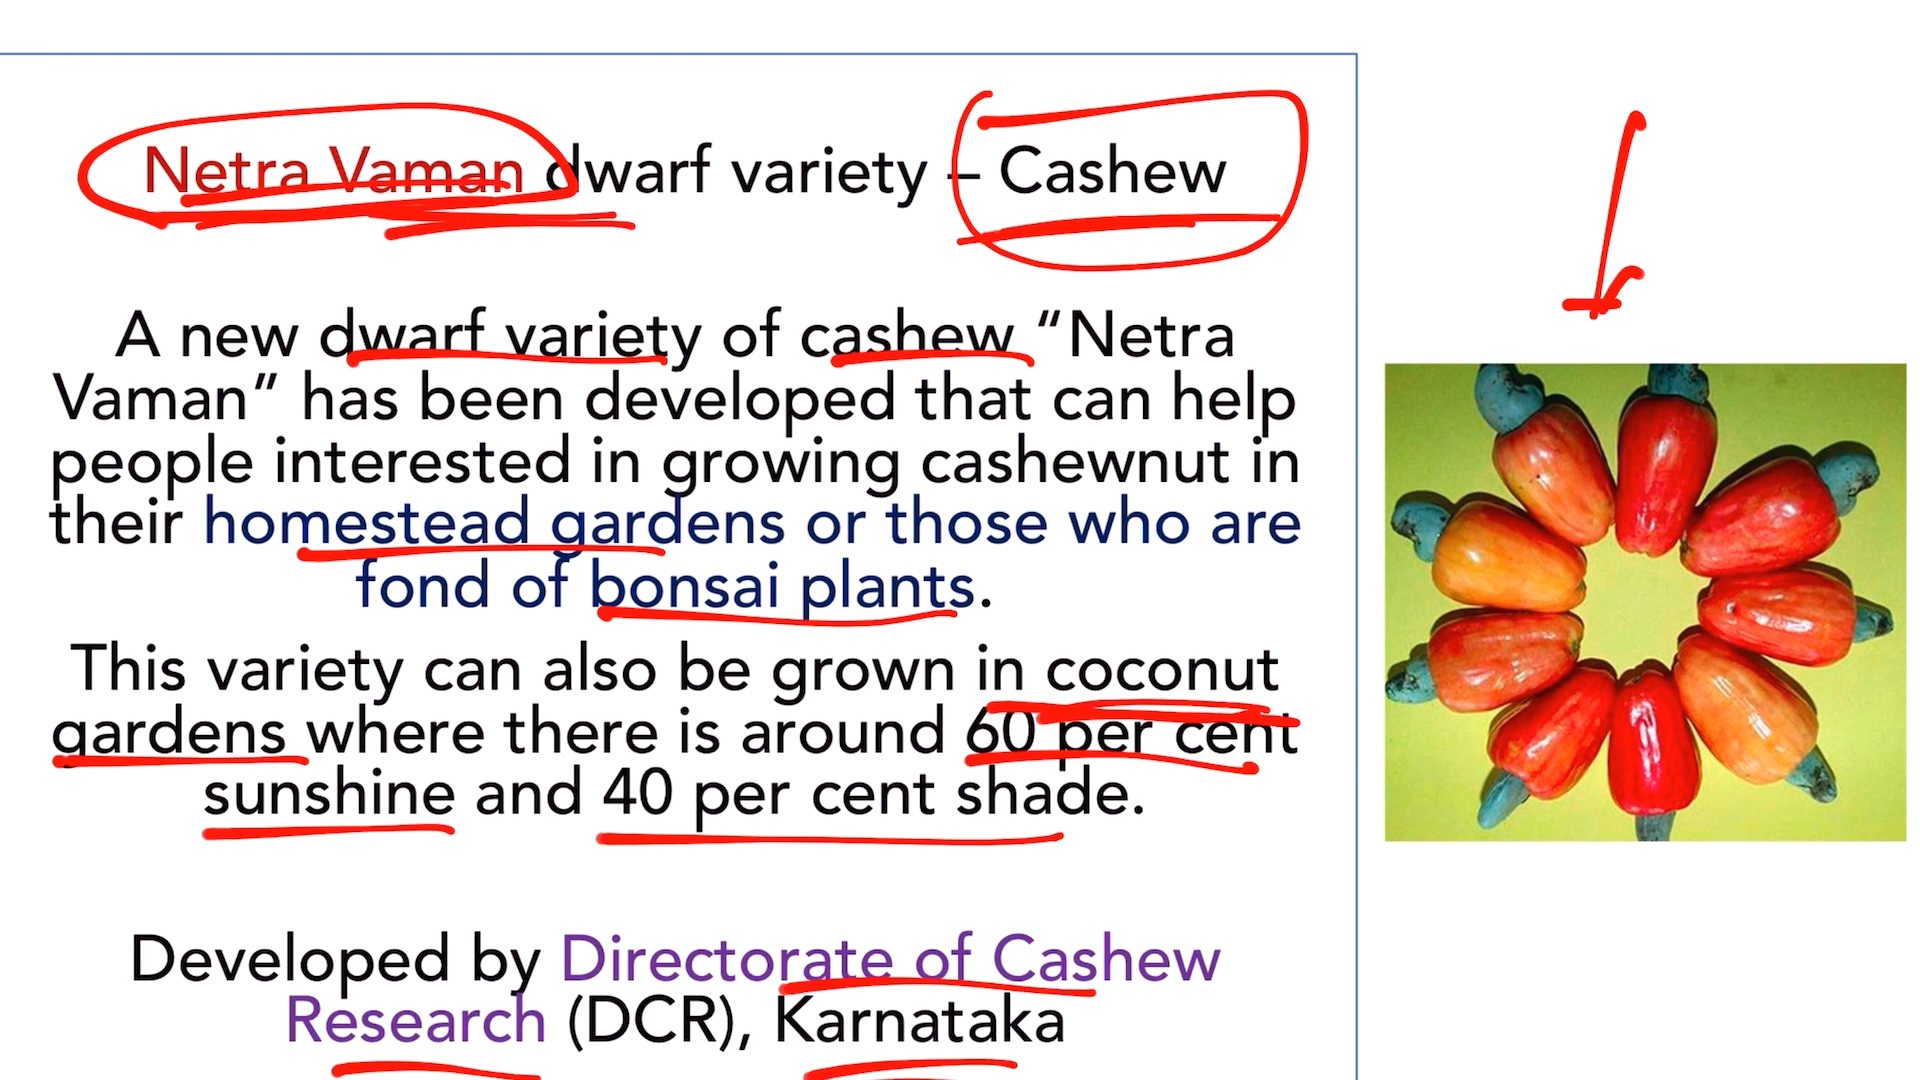 Netra Vaman dwarf variety – Cashew
A new dwarf variety of cashew “Netra
Vaman” has been developed that can help
people interested in growing cashewnut in
their homestead gardens or those who are
fond of bonsai plants.
This variety can also be grown in coconut
gardens where there is around 60 per cent
sunshine and 40 per cent shade.
Developed by Directorate of Cashew
Research (DCR), Karnataka